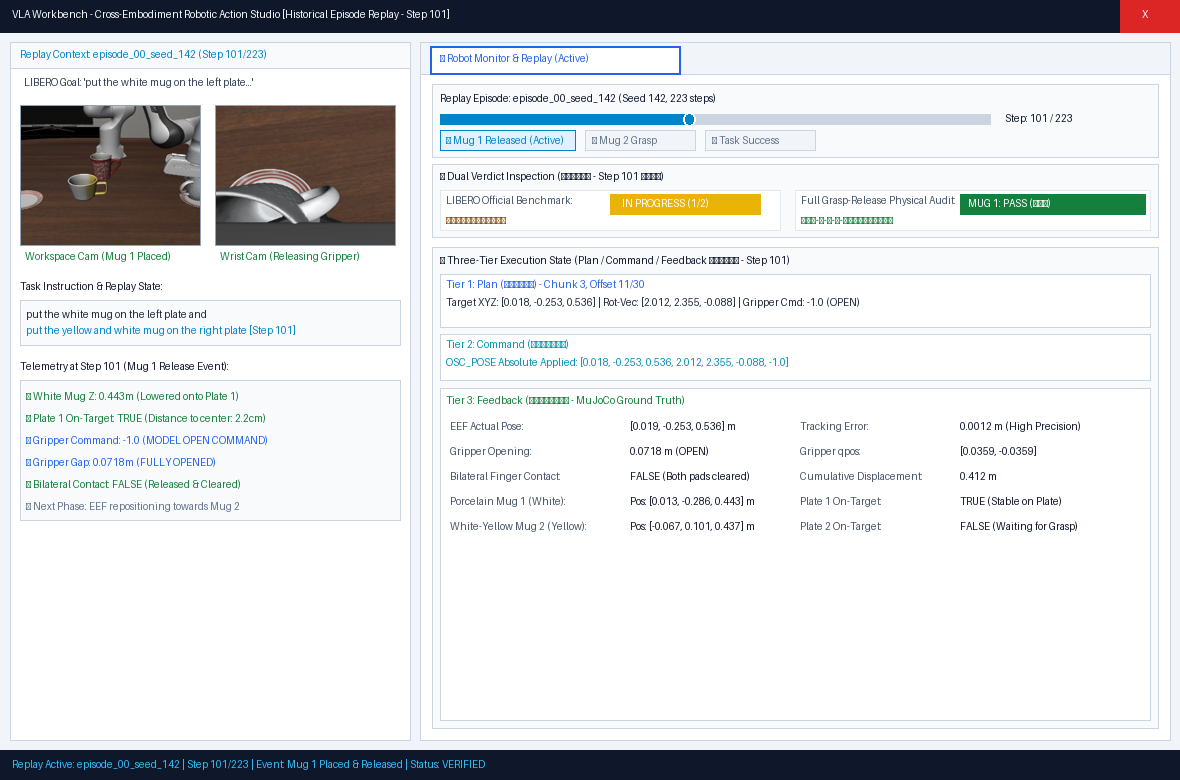 VLA Workbench - Cross-Embodiment Robotic Action Studio [Historical Episode Replay - Step 101]
X
Replay Context: episode_00_seed_142 (Step 101/223)
LIBERO Goal: 'put the white mug on the left plate...'
Workspace Cam (Mug 1 Placed)
Wrist Cam (Releasing Gripper)
Task Instruction & Replay State:
put the white mug on the left plate and
put the yellow and white mug on the right plate [Step 101]
Telemetry at Step 101 (Mug 1 Release Event):
White Mug Z: 0.443m (Lowered onto Plate 1)
Plate 1 On-Target: TRUE (Distance to center: 2.2cm)
Gripper Command: -1.0 (MODEL OPEN COMMAND)
Gripper Gap: 0.0718m (FULLY OPENED)
Bilateral Contact: FALSE (Released & Cleared)
Next Phase: EEF repositioning towards Mug 2
Robot Monitor & Replay (Active)
Replay Episode: episode_00_seed_142 (Seed 142, 223 steps)
Step: 101 / 223
Mug 1 Released (Active)
Mug 2 Grasp
Task Success
Dual Verdict Inspection ( - Step 101 )
LIBERO Official Benchmark:
IN PROGRESS (1/2)
Full Grasp-Release Physical Audit:
MUG 1: PASS ()
Three-Tier Execution State (Plan / Command / Feedback - Step 101)
Tier 1: Plan () - Chunk 3, Offset 11/30
Target XYZ: [0.018, -0.253, 0.536] | Rot-Vec: [2.012, 2.355, -0.088] | Gripper Cmd: -1.0 (OPEN)
Tier 2: Command ()
OSC_POSE Absolute Applied: [0.018, -0.253, 0.536, 2.012, 2.355, -0.088, -1.0]
Tier 3: Feedback ( - MuJoCo Ground Truth)
EEF Actual Pose: [0.019, -0.253, 0.536] m Tracking Error: 0.0012 m (High Precision)
Gripper Opening: 0.0718 m (OPEN) Gripper qpos: [0.0359, -0.0359]
Bilateral Finger Contact: FALSE (Both pads cleared) Cumulative Displacement: 0.412 m
Porcelain Mug 1 (White): Pos: [0.013, -0.286, 0.443] m Plate 1 On-Target: TRUE (Stable on Plate)
White-Yellow Mug 2 (Yellow): Pos: [-0.067, 0.101, 0.437] m Plate 2 On-Target: FALSE (Waiting for Grasp)
Replay Active: episode_00_seed_142 | Step 101/223 | Event: Mug 1 Placed & Released | Status: VERIFIED